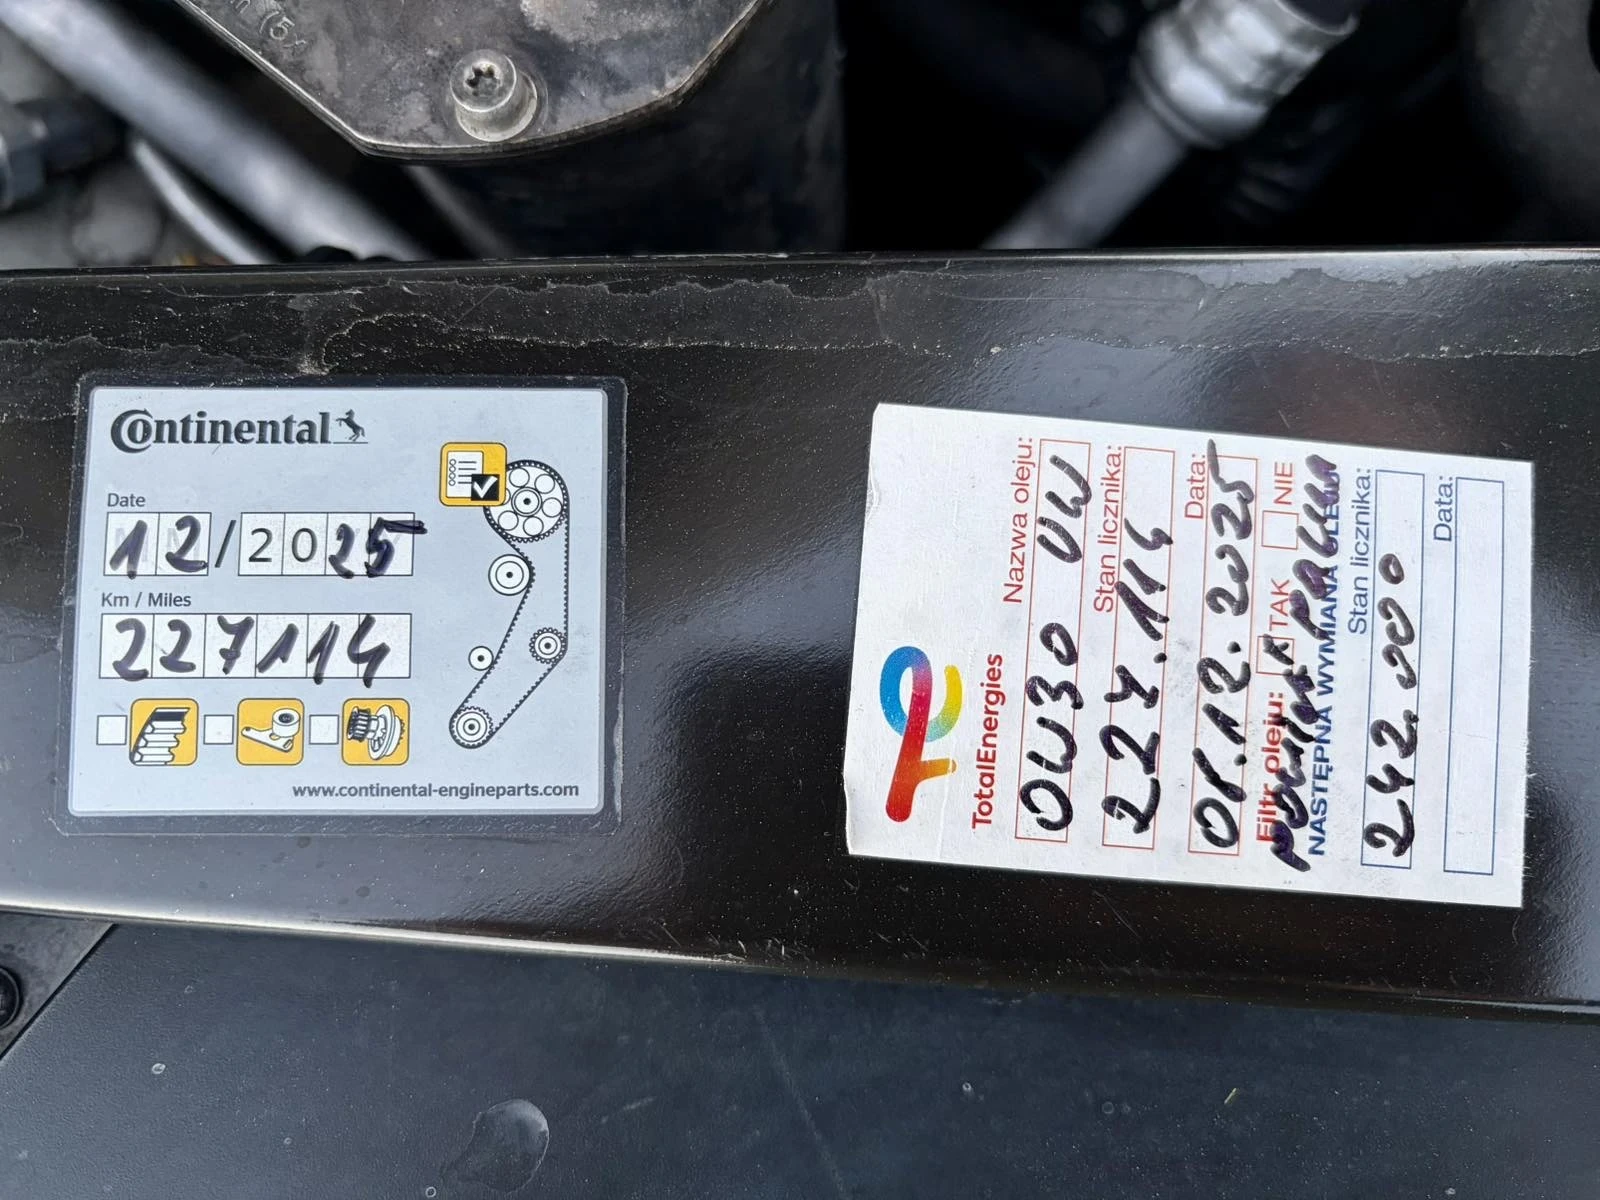 Continental
Date
12/2025
Km / Miles
227114
www.continental-engineparts.com
TotalEnergies
Nazwa oleju:
0W30 VW
Stan licznika:
227.114
Data:
01.12.2025
Filtr oleju: x TAK NIE
PALIWA
NASTĘPNA WYMIANA OLEJU
Stan licznika:
242.000
Data: